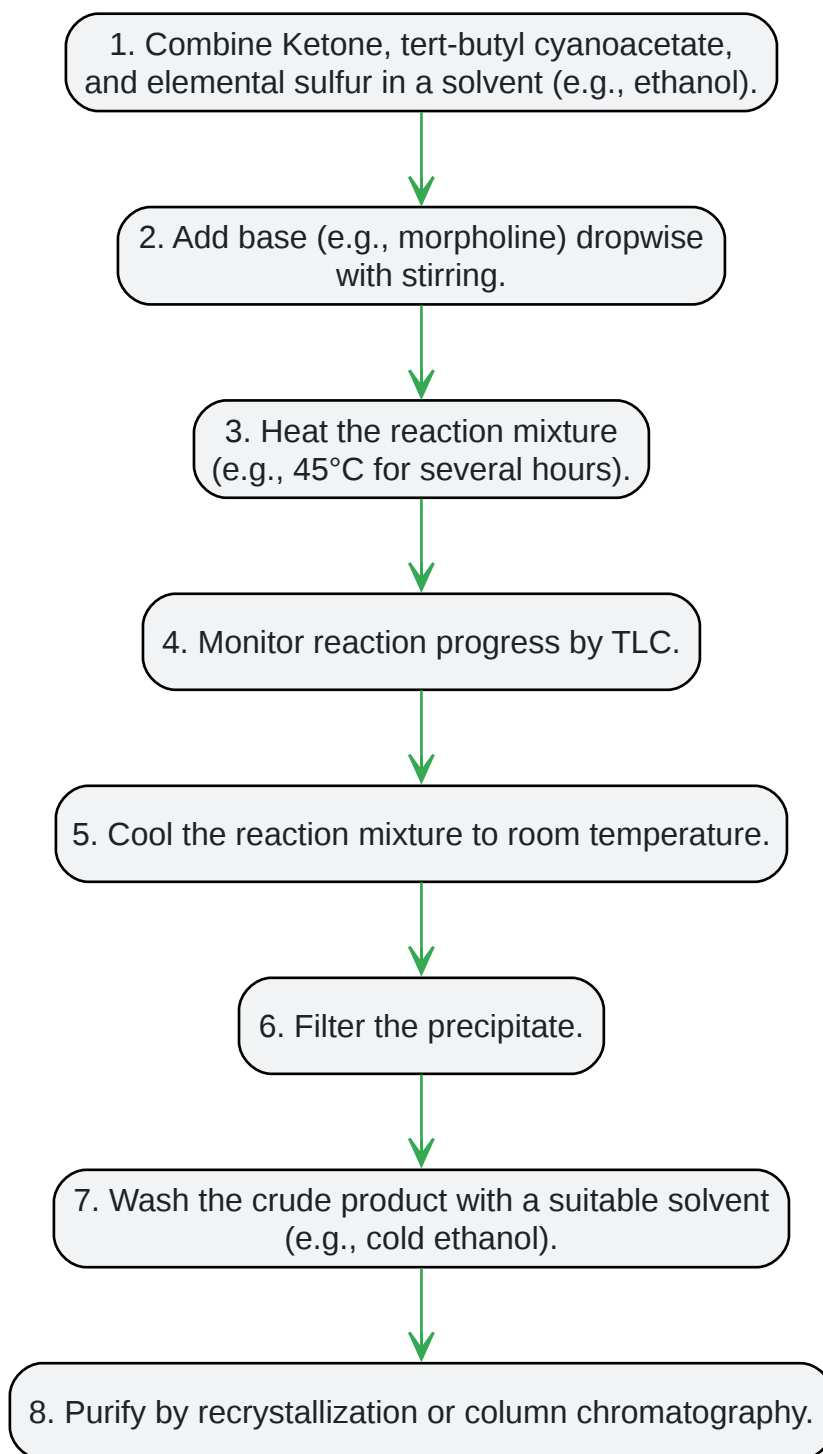 1. Combine Ketone, tert-butyl cyanoacetate,
and elemental sulfur in a solvent (e.g., ethanol).
2. Add base (e.g., morpholine) dropwise
with stirring.
3. Heat the reaction mixture
(e.g., 45°C for several hours).
4. Monitor reaction progress by TLC.
5. Cool the reaction mixture to room temperature.
6. Filter the precipitate.
7. Wash the crude product with a suitable solvent
(e.g., cold ethanol).
8. Purify by recrystallization or column chromatography.